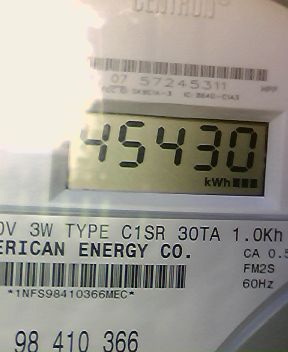 CENTRON®
07 57245311
45430
kWh
0V 3W TYPE C1SR 30TA 1.0Kh
ERICAN ENERGY CO.
CA 0.5
FM2S
*1NFS98410366MEC*
60Hz
98 410 366